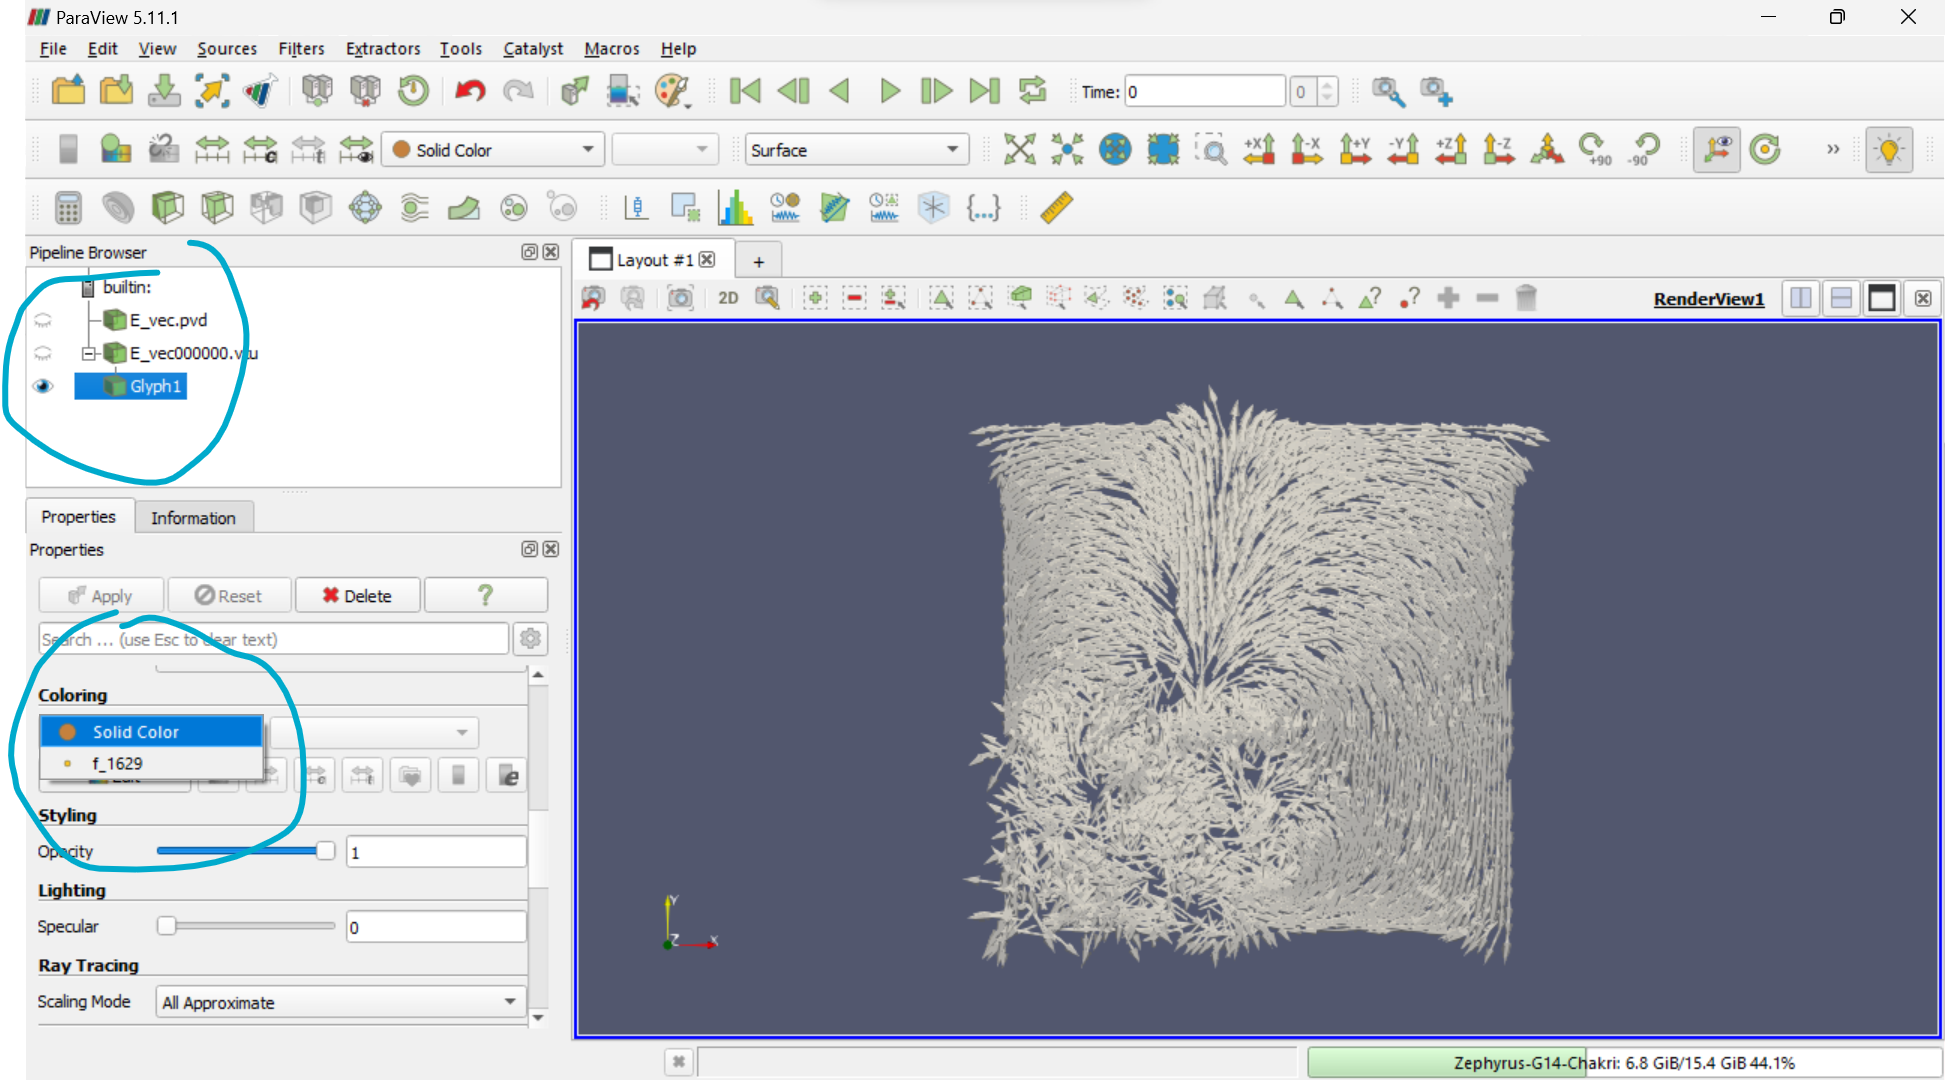 ParaView 5.11.1
File Edit View Sources Filters Extractors Tools Catalyst Macros Help
Time: 0 0
Solid Color Surface +X -X +Y -Y +Z -Z +90 -90 »
Pipeline Browser
builtin:
E_vec.pvd
E_vec000000.vtu
Glyph1
Layout #1 +
2D RenderView1
Properties Information
Properties
Apply Reset Delete ?
Search ... (use Esc to clear text)
Coloring
Solid Color
f_1629
Styling
Opacity 1
Lighting
Specular 0
Ray Tracing
Scaling Mode All Approximate
Y
Z X
Zephyrus-G14-Chakri: 6.8 GiB/15.4 GiB 44.1%